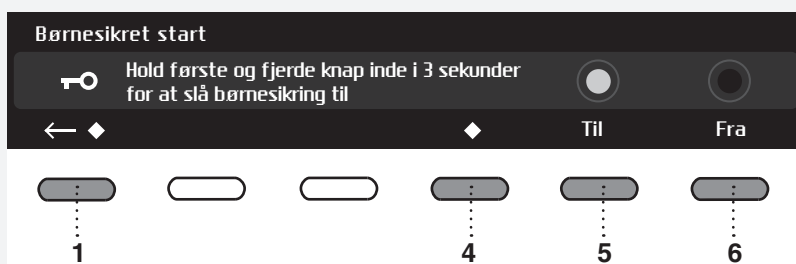 Børnesikret start
Hold første og fjerde knap inde i 3 sekunder
for at slå børnesikring til
Til Fra
1 4 5 6